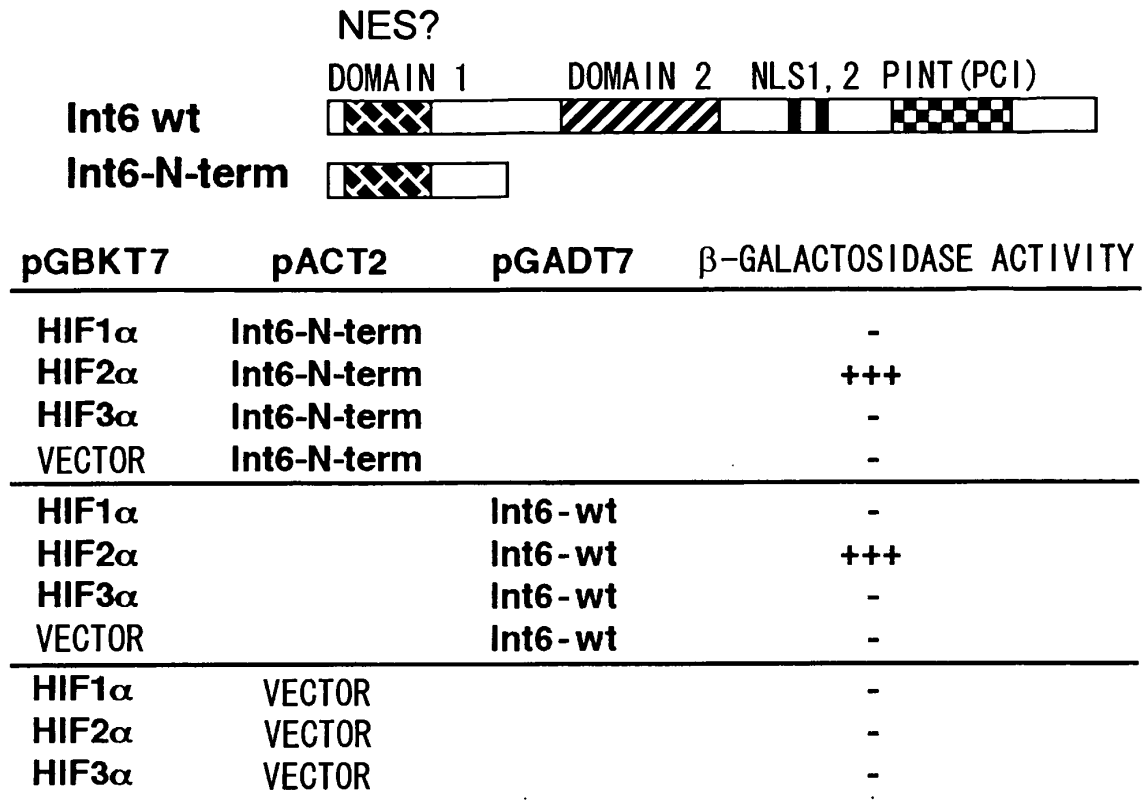 NES?
DOMAIN 1 DOMAIN 2 NLS1,2 PINT(PCI)
Int6 wt
Int6-N-term
pGBKT7 pACT2 pGADT7 β-GALACTOSIDASE ACTIVITY
HIF1α Int6-N-term -
HIF2α Int6-N-term +++
HIF3α Int6-N-term -
VECTOR Int6-N-term -
HIF1α Int6-wt -
HIF2α Int6-wt +++
HIF3α Int6-wt -
VECTOR Int6-wt -
HIF1α VECTOR -
HIF2α VECTOR -
HIF3α VECTOR -